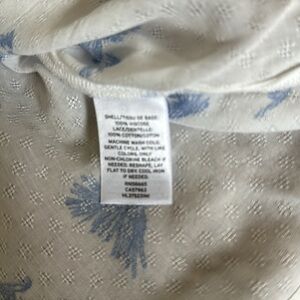 SHELL/TISSU DE BASE:
100% VISCOSE
LACE/DENTELLE:
100% COTTON/COTON
MACHINE WASH COLD,
GENTLE CYCLE, WITH LIKE
COLORS. ONLY
NON-CHLORINE BLEACH IF
NEEDED. RESHAPE, LAY
FLAT TO DRY. COOL IRON
IF NEEDED.